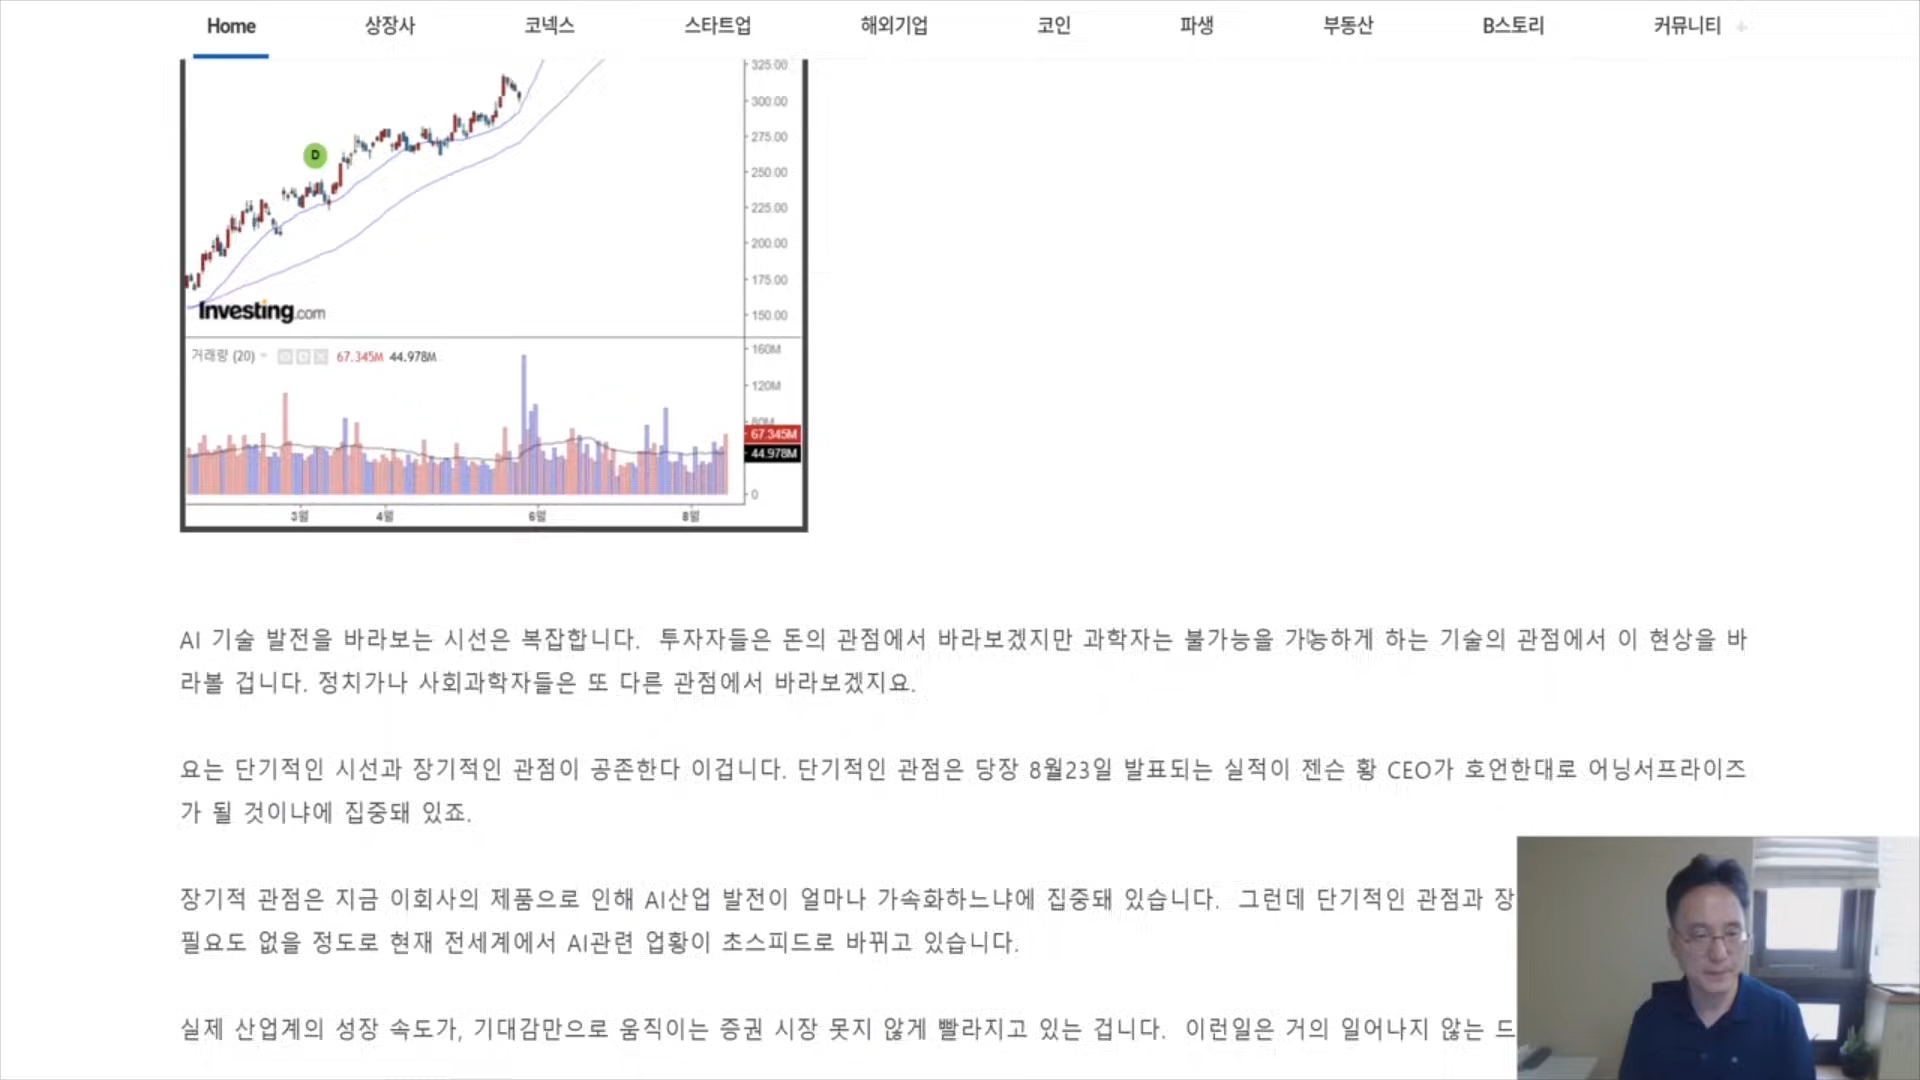 Home 상장사 코넥스 스타트업 해외기업 코인 파생 부동산 B스토리 커뮤니티 +
325.00
300.00
D
275.00
250.00
225.00
200.00
175.00
Investing.com
150.00
거래량 (20) 67.345M 44.978M
160M
120M
80M
67.345M
44.978M
0
3월 4월 6월 8월
AI 기술 발전을 바라보는 시선은 복잡합니다. 투자자들은 돈의 관점에서 바라보겠지만 과학자는 불가능을 가능하게 하는 기술의 관점에서 이 현상을 바
라볼 겁니다. 정치가나 사회과학자들은 또 다른 관점에서 바라보겠지요.
요는 단기적인 시선과 장기적인 관점이 공존한다 이겁니다. 단기적인 관점은 당장 8월23일 발표되는 실적이 젠슨 황 CEO가 호언한대로 어닝서프라이즈
가 될 것이냐에 집중돼 있죠.
장기적 관점은 지금 이회사의 제품으로 인해 AI산업 발전이 얼마나 가속화하느냐에 집중돼 있습니다. 그런데 단기적인 관점과 장
필요도 없을 정도로 현재 전세계에서 AI관련 업황이 초스피드로 바뀌고 있습니다.
실제 산업계의 성장 속도가, 기대감만으로 움직이는 증권 시장 못지 않게 빨라지고 있는 겁니다. 이런일은 거의 일어나지 않는 드